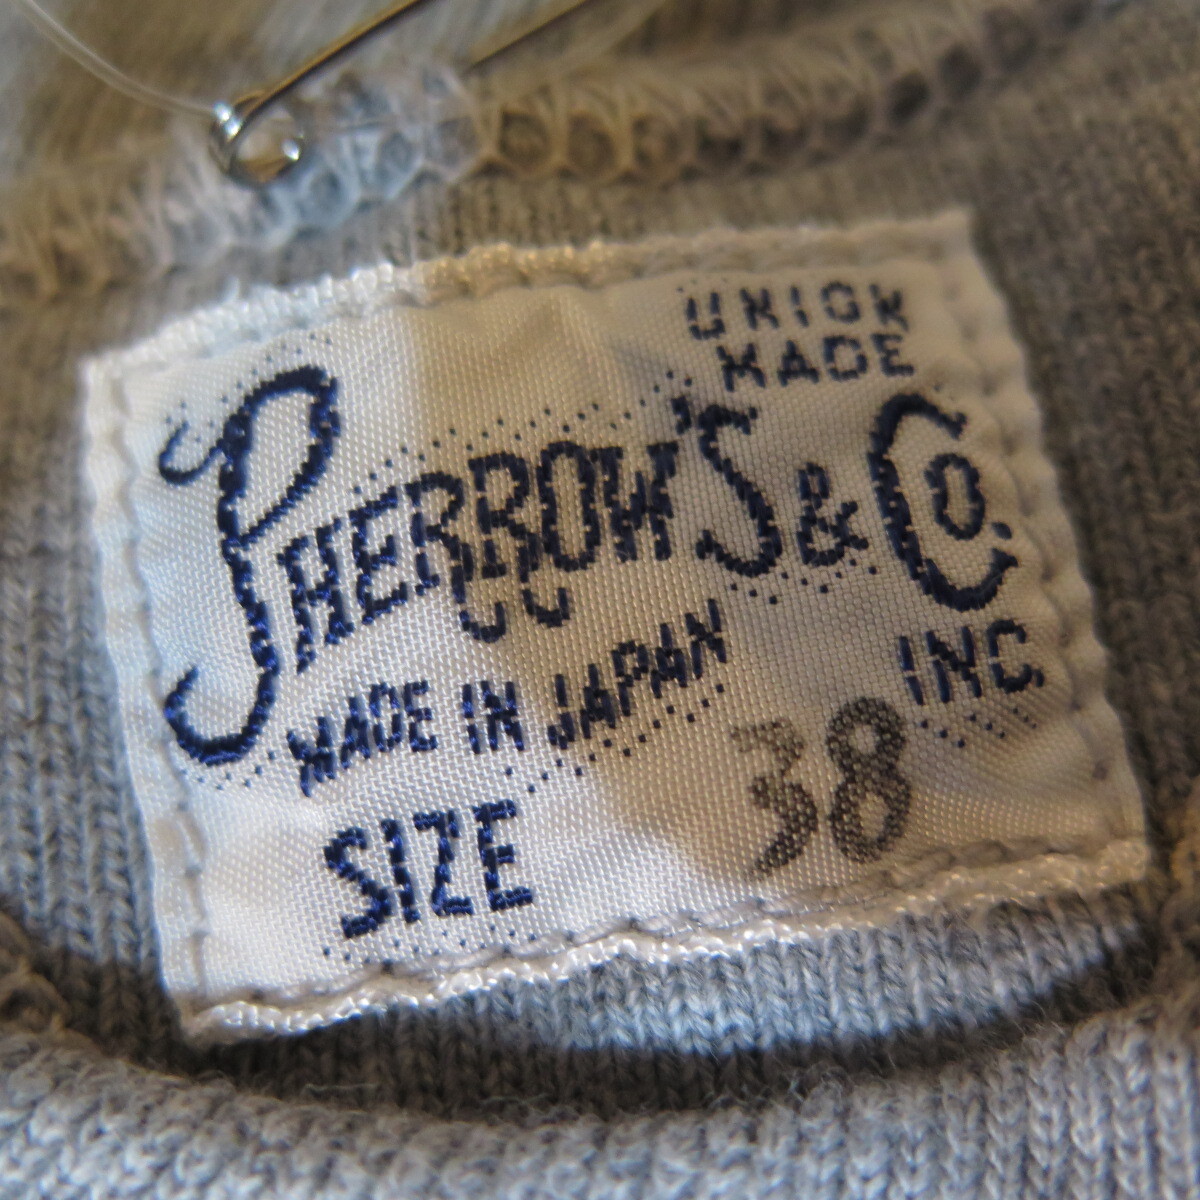 UNION
MADE
PHERROW'S & CO.
INC.
MADE IN JAPAN
SIZE 38